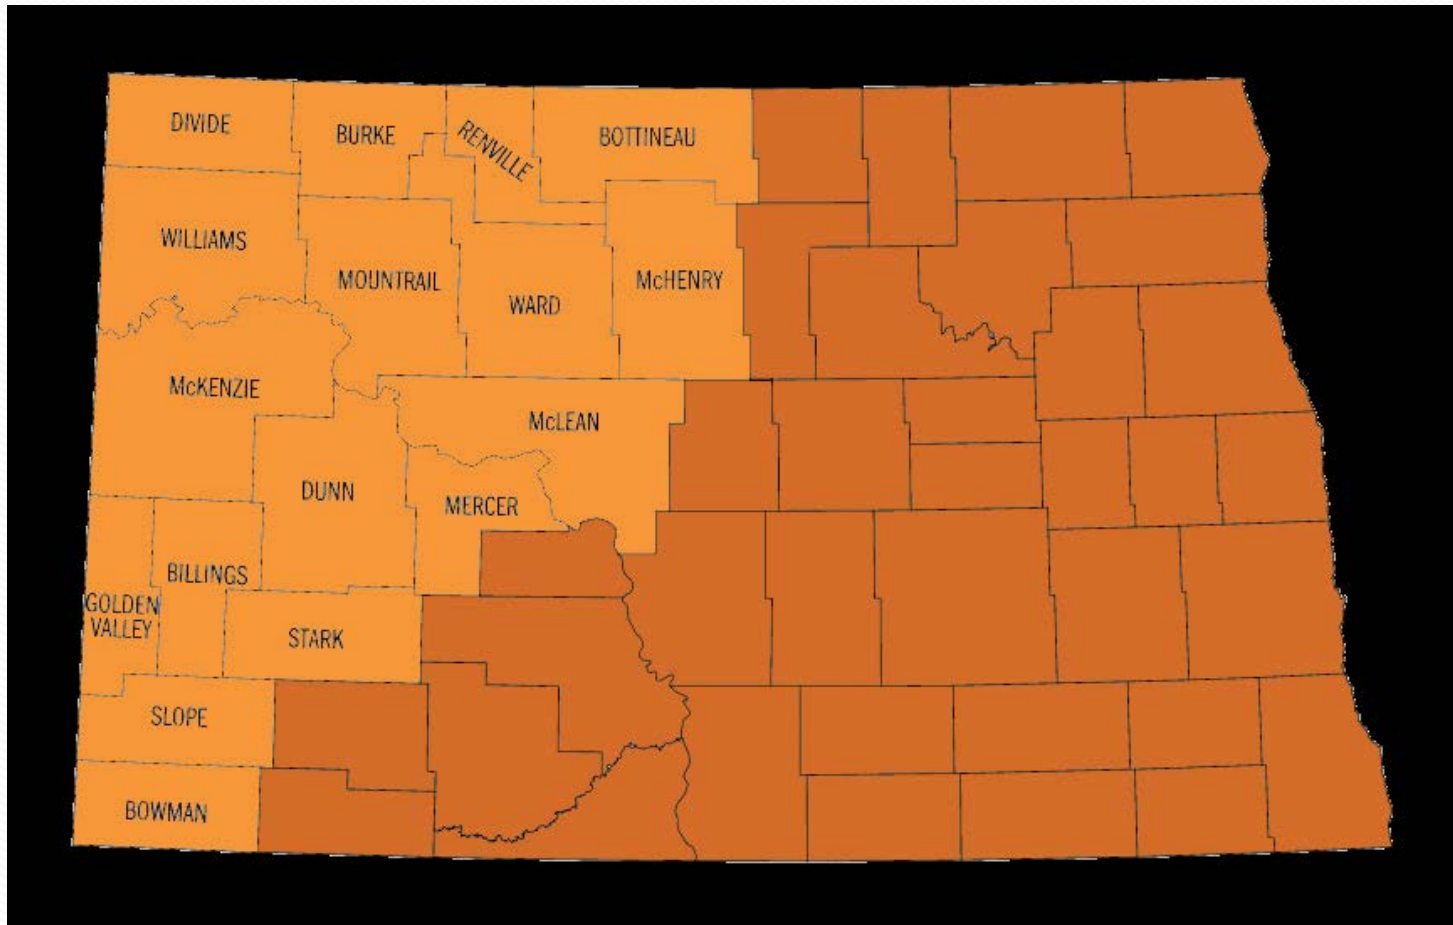 DIVIDE
BURKE
RENVILLE
BOTTINEAU
WILLIAMS
MOUNTRAIL
WARD
McHENRY
McKENZIE
McLEAN
DUNN
MERCER
BILLINGS
GOLDEN
VALLEY
STARK
SLOPE
BOWMAN